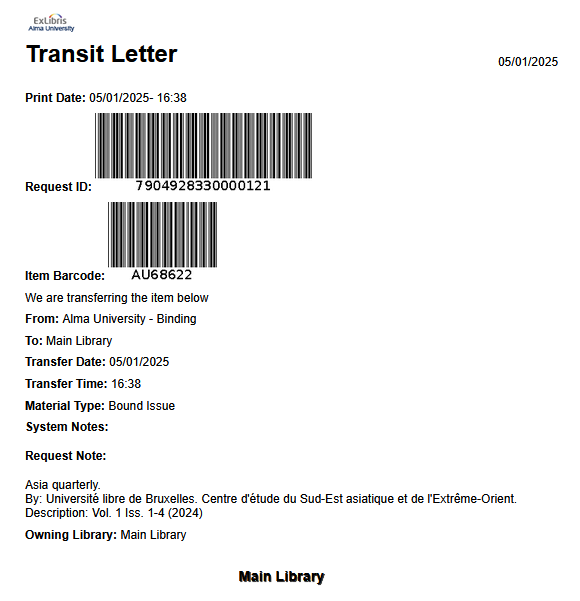 ExLibris
Alma University
Transit Letter
05/01/2025
Print Date: 05/01/2025- 16:38
Request ID: 7904928330000121
Item Barcode: AU68622
We are transferring the item below
From: Alma University - Binding
To: Main Library
Transfer Date: 05/01/2025
Transfer Time: 16:38
Material Type: Bound Issue
System Notes:
Request Note:
Asia quarterly.
By: Université libre de Bruxelles. Centre d'étude du Sud-Est asiatique et de l'Extrême-Orient.
Description: Vol. 1 Iss. 1-4 (2024)
Owning Library: Main Library
Main Library